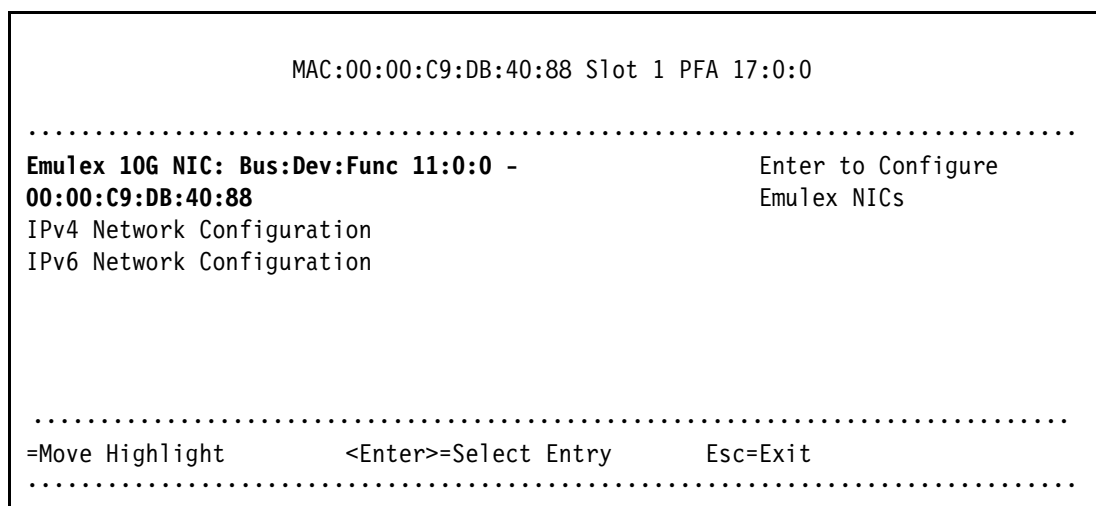 MAC:00:00:C9:DB:40:88 Slot 1 PFA 17:0:0
................................................................................
Emulex 10G NIC: Bus:Dev:Func 11:0:0 - Enter to Configure
00:00:C9:DB:40:88 Emulex NICs
IPv4 Network Configuration
IPv6 Network Configuration
...............................................................................
=Move Highlight <Enter>=Select Entry Esc=Exit
................................................................................